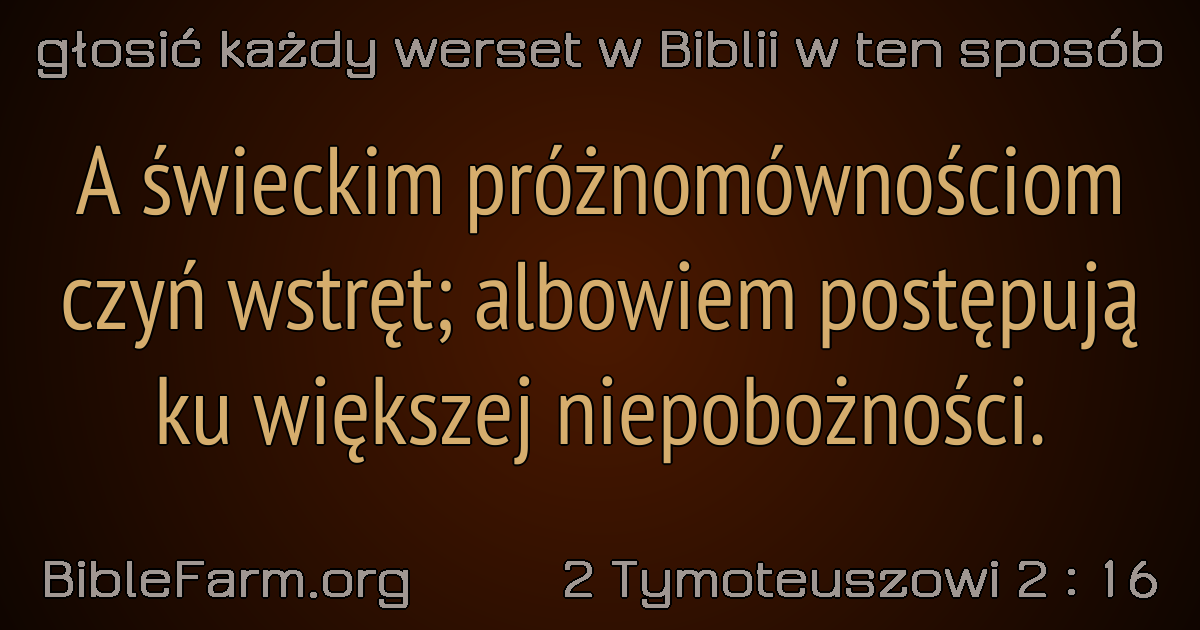 głosić każdy werset w Biblii w ten sposób
A świeckim próżnomównościom
czyń wstręt; albowiem postępują
ku większej niepobożności.
BibleFarm.org
2 Tymoteuszowi 2 : 16